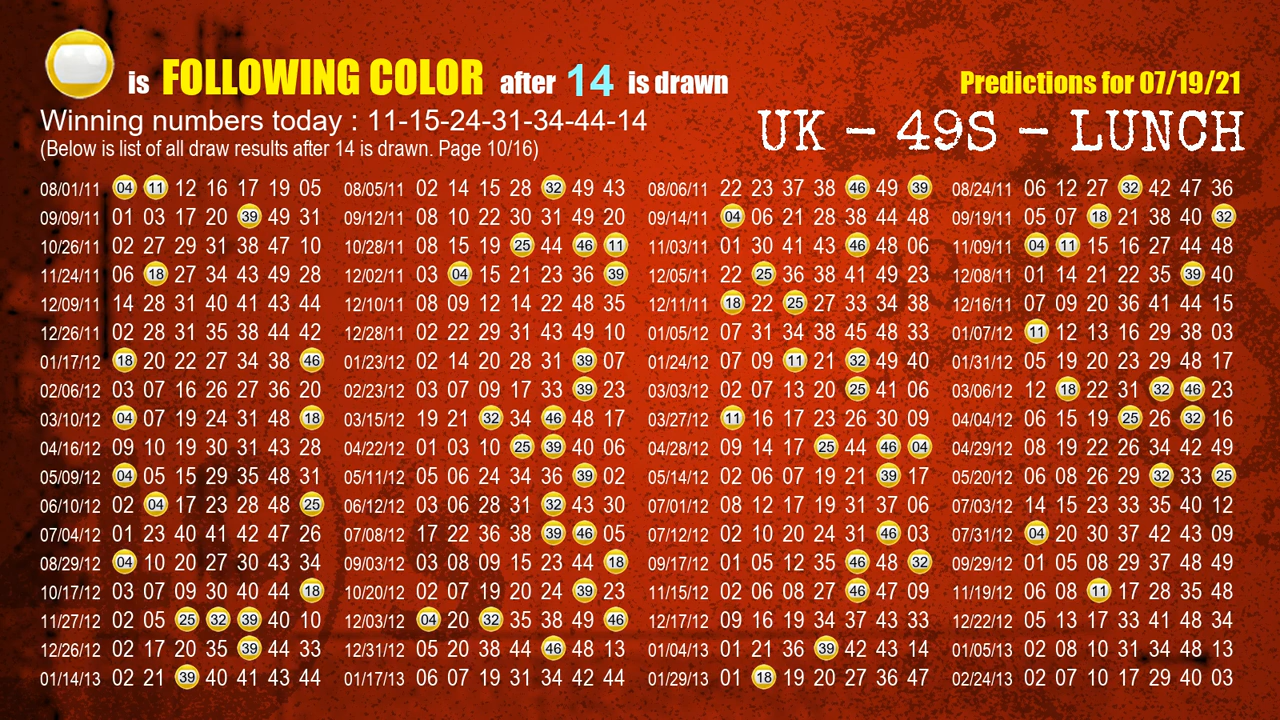 is FOLLOWING COLOR after 14 is drawn
Predictions for 07/19/21
Winning numbers today : 11-15-24-31-34-44-14
UK - 49S - LUNCH
(Below is list of all draw results after 14 is drawn. Page 10/16)
08/01/11 04 11 12 16 17 19 05 08/05/11 02 14 15 28 32 49 43 08/06/11 22 23 37 38 46 49 39 08/24/11 06 12 27 32 42 47 36
09/09/11 01 03 17 20 39 49 31 09/12/11 08 10 22 30 31 49 20 09/14/11 04 06 21 28 38 44 48 09/19/11 05 07 18 21 38 40 32
10/26/11 02 27 29 31 38 47 10 10/28/11 08 15 19 25 44 46 11 11/03/11 01 30 41 43 46 48 06 11/09/11 04 11 15 16 27 44 48
11/24/11 06 18 27 34 43 49 28 12/02/11 03 04 15 21 23 36 39 12/05/11 22 25 36 38 41 49 23 12/08/11 01 14 21 22 35 39 40
12/09/11 14 28 31 40 41 43 44 12/10/11 08 09 12 14 22 48 35 12/11/11 18 22 25 27 33 34 38 12/16/11 07 09 20 36 41 44 15
12/26/11 02 28 31 35 38 44 42 12/28/11 02 22 29 31 43 49 10 01/05/12 07 31 34 38 45 48 33 01/07/12 11 12 13 16 29 38 03
01/17/12 18 20 22 27 34 38 46 01/23/12 02 14 20 28 31 39 07 01/24/12 07 09 11 21 32 49 40 01/31/12 05 19 20 23 29 48 17
02/06/12 03 07 16 26 27 36 20 02/23/12 03 07 09 17 33 39 23 03/03/12 02 07 13 20 25 41 06 03/06/12 12 18 22 31 32 46 23
03/10/12 04 07 19 24 31 48 18 03/15/12 19 21 32 34 46 48 17 03/27/12 11 16 17 23 26 30 09 04/04/12 06 15 19 25 26 32 16
04/16/12 09 10 19 30 31 43 28 04/22/12 01 03 10 25 39 40 06 04/28/12 09 14 17 25 44 46 04 04/29/12 08 19 22 26 34 42 49
05/09/12 04 05 15 29 35 48 31 05/11/12 05 06 24 34 36 39 02 05/14/12 02 06 07 19 21 39 17 05/20/12 06 08 26 29 32 33 25
06/10/12 02 04 17 23 28 48 25 06/12/12 03 06 28 31 32 43 30 07/01/12 08 12 17 19 31 37 06 07/03/12 14 15 23 33 35 40 12
07/04/12 01 23 40 41 42 47 26 07/08/12 17 22 36 38 39 46 05 07/12/12 02 10 20 24 31 46 03 07/31/12 04 20 30 37 42 43 09
08/29/12 04 10 20 27 30 43 34 09/03/12 03 08 09 15 23 44 18 09/17/12 01 05 12 35 46 48 32 09/29/12 01 05 08 29 37 48 49
10/17/12 03 07 09 30 40 44 18 10/20/12 02 07 19 20 24 39 23 11/15/12 02 06 08 27 46 47 09 11/19/12 06 08 11 17 28 35 48
11/27/12 02 05 25 32 39 40 10 12/03/12 04 20 32 35 38 49 46 12/17/12 09 16 19 34 37 43 33 12/22/12 05 13 17 33 41 48 34
12/26/12 02 17 20 35 39 44 33 12/31/12 05 20 38 44 46 48 13 01/04/13 01 21 36 39 42 43 14 01/05/13 02 08 10 31 34 48 13
01/14/13 02 21 39 40 41 43 44 01/17/13 06 07 19 31 34 42 44 01/29/13 01 18 19 20 27 36 47 02/24/13 02 07 10 17 29 40 03